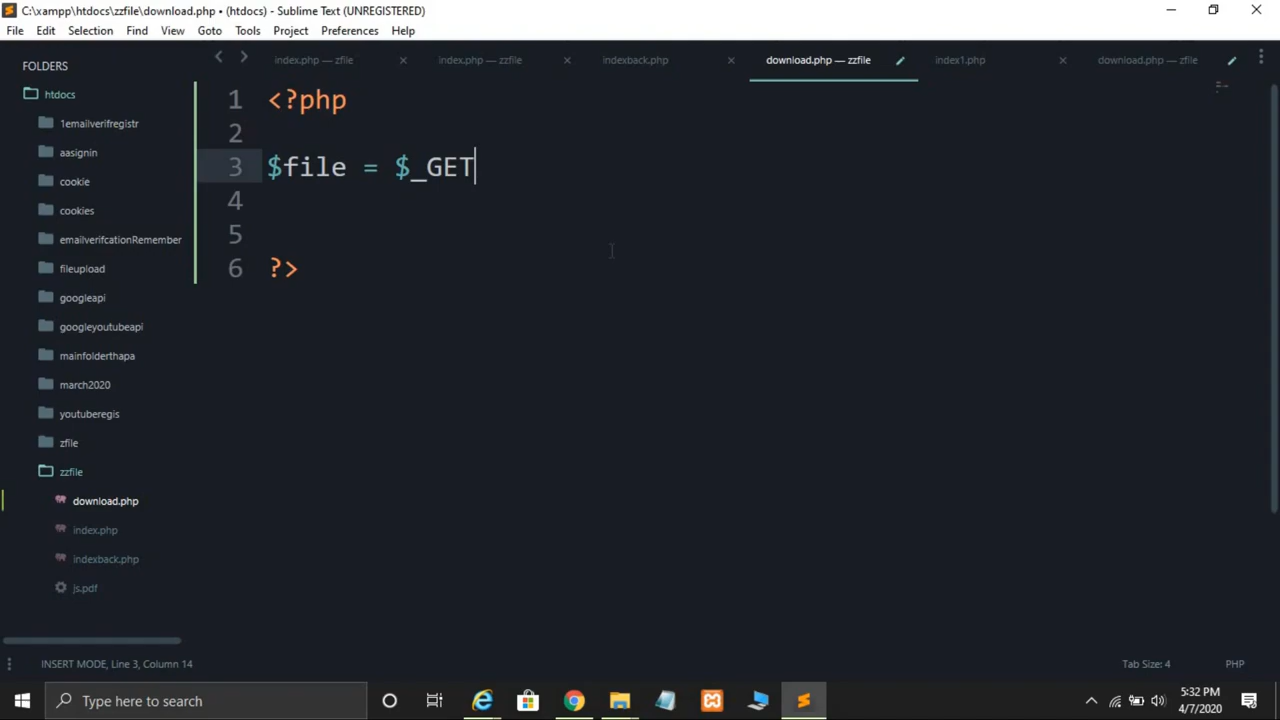 C:\xampp\htdocs\zzfile\download.php • (htdocs) - Sublime Text (UNREGISTERED)
File Edit Selection Find View Goto Tools Project Preferences Help
FOLDERS
htdocs
1emailverifregistr
aasignin
cookie
cookies
emailverifcationRemember
fileupload
googleapi
googleyoutubeapi
mainfolderthapa
march2020
youtuberegis
zfile
zzfile
download.php
index.php
indexback.php
js.pdf
index.php — zfile
index.php — zzfile
indexback.php
download.php — zzfile
index1.php
download.php — zfile
1 <?php
2
3 $file = $_GET
4
5
6 ?>
INSERT MODE, Line 3, Column 14
Tab Size: 4
PHP
Type here to search
5:32 PM
4/7/2020